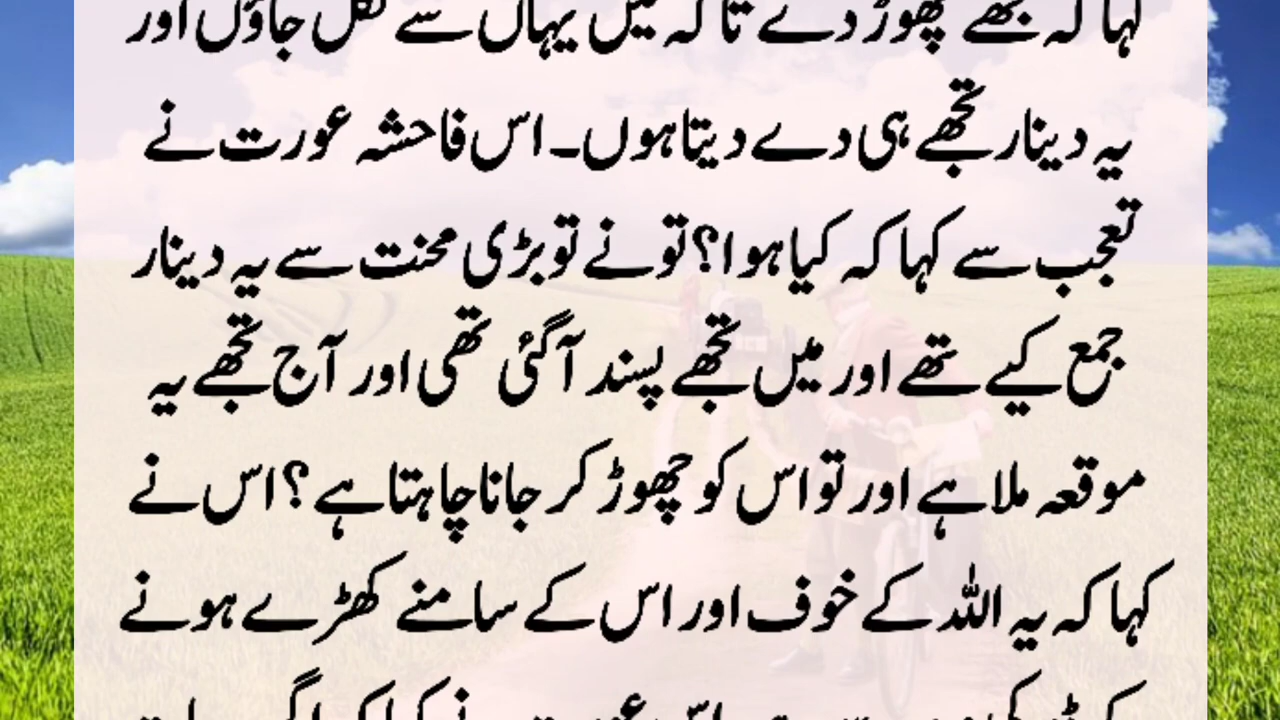 کہا کہ مجھے چھوڑ دے تا کہ میں یہاں سے نکل جاؤں اور
یہ دینار تجھے ہی دے دیتا ہوں۔ اس فاحشہ عورت نے
تعجب سے کہا کہ کیا ہوا؟ تو نے تو بڑی محنت سے یہ دینار
جمع کیے تھے اور میں تجھے پسند آ گئی تھی اور آج تجھے یہ
موقعہ ملا ہے اور تو اس کو چھوڑ کر جانا چاہتا ہے؟ اس نے
کہا کہ یہ اللہ کے خوف اور اس کے سامنے کھڑے ہونے